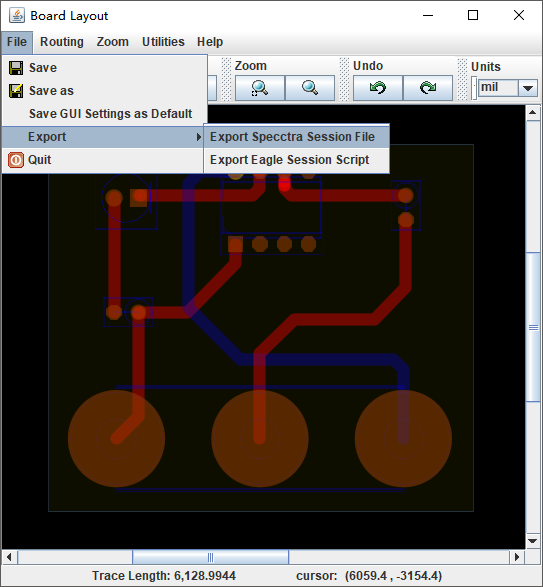 Board Layout
File Routing Zoom Utilities Help
Save
Save as
Save GUI Settings as Default
Export
Quit
Export Specctra Session File
Export Eagle Session Script
Zoom
Undo
Units
mil
Trace Length: 6,128.9944 cursor: (6059.4 , -3154.4)